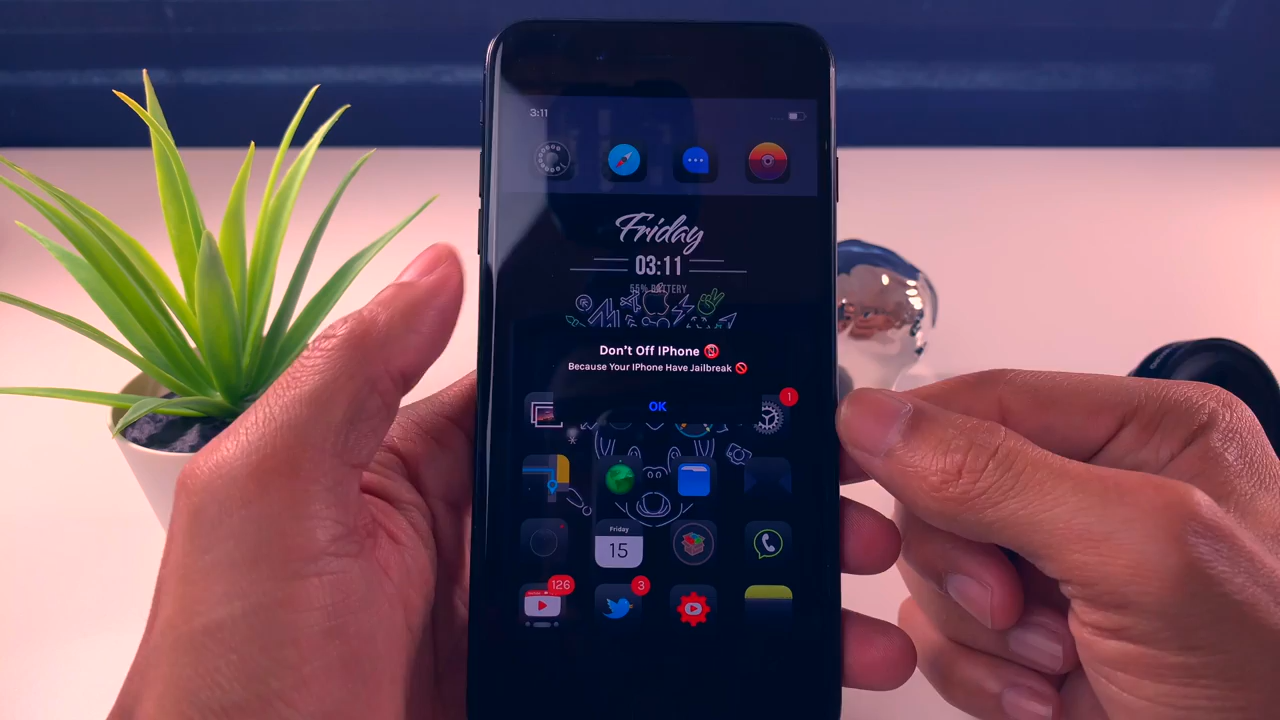 3:11
Friday
03:11
55% BATTERY
Don't Off IPhone 📵
Because Your IPhone Have Jailbreak 🚫
OK
1
Friday
15
126
3